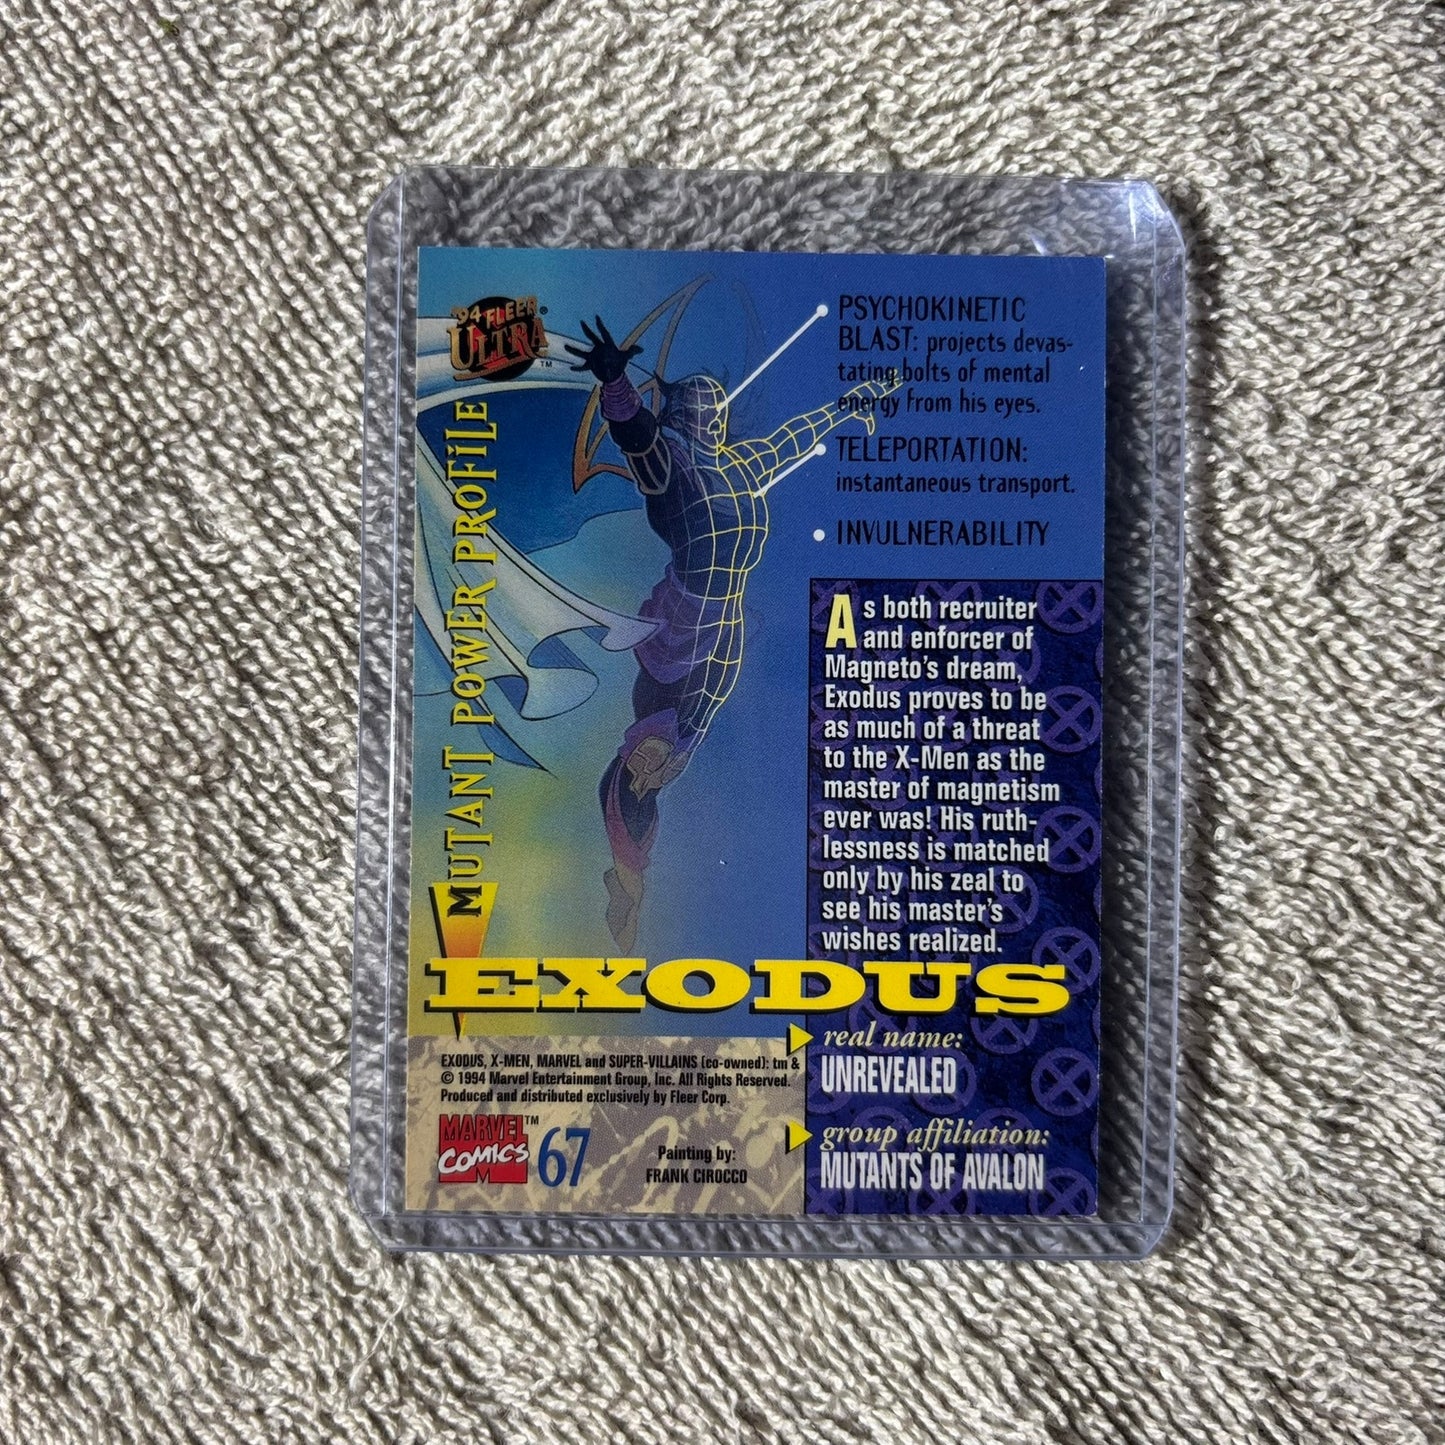 '94 FLEER
ULTRA®
TM
MUTANT POWER PROFILE
PSYCHOKINETIC
BLAST: projects devas-
tating bolts of mental
energy from his eyes.
TELEPORTATION:
instantaneous transport.
INVULNERABILITY
As both recruiter
and enforcer of
Magneto's dream,
Exodus proves to be
as much of a threat
to the X-Men as the
master of magnetism
ever was! His ruth-
lessness is matched
only by his zeal to
see his master's
wishes realized.
EXODUS
real name:
UNREVEALED
group affiliation:
MUTANTS OF AVALON
EXODUS, X-MEN, MARVEL and SUPER-VILLAINS (co-owned): tm &
© 1994 Marvel Entertainment Group, Inc. All Rights Reserved.
Produced and distributed exclusively by Fleer Corp.
MARVEL™
COMICS
M
67
Painting by:
FRANK CIROCCO